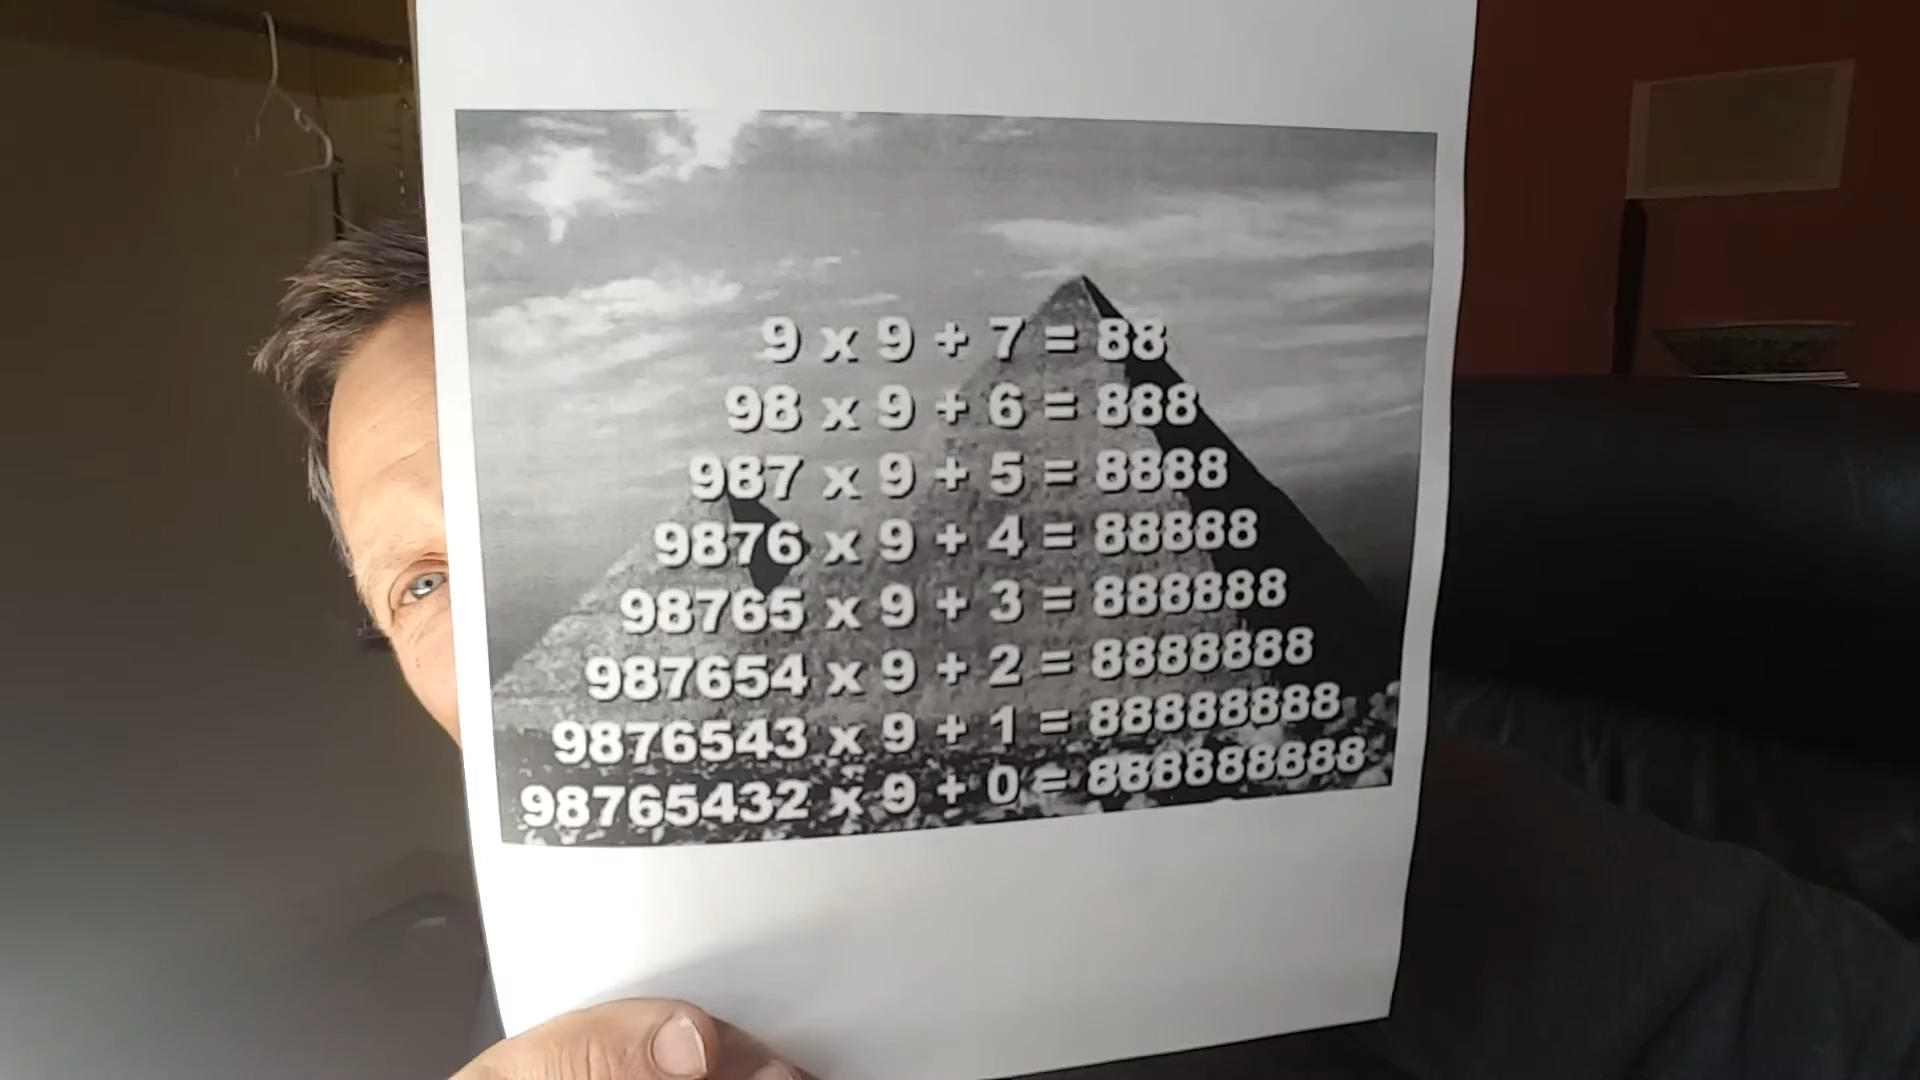 9 x 9 + 7 = 88
98 x 9 + 6 = 888
987 x 9 + 5 = 8888
9876 x 9 + 4 = 88888
98765 x 9 + 3 = 888888
987654 x 9 + 2 = 8888888
9876543 x 9 + 1 = 88888888
98765432 x 9 + 0 = 888888888